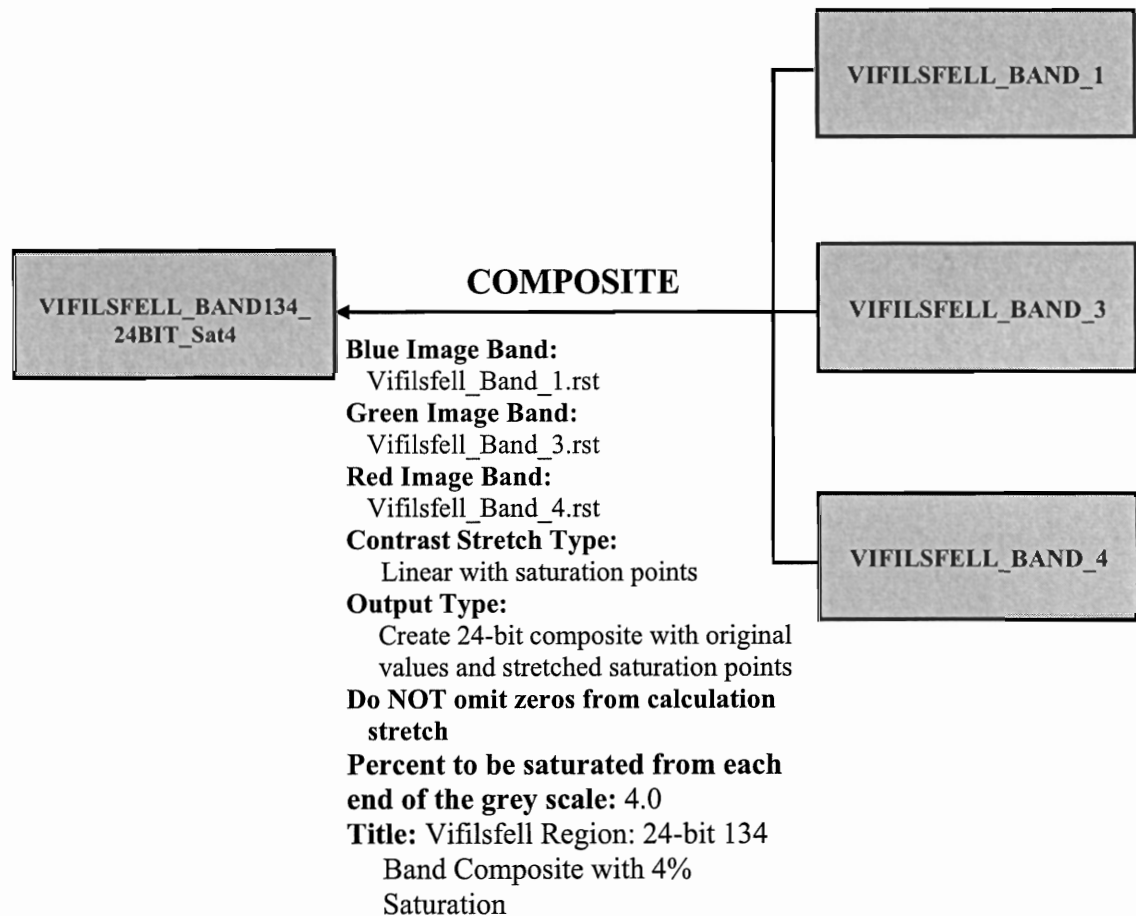 VIFILSFELL_BAND_1
COMPOSITE
VIFILSFELL_BAND134_
24BIT_Sat4
VIFILSFELL_BAND_3
Blue Image Band:
Vifilsfell_Band_1.rst
Green Image Band:
Vifilsfell_Band_3.rst
Red Image Band:
Vifilsfell_Band_4.rst
Contrast Stretch Type:
Linear with saturation points
Output Type:
Create 24-bit composite with original
values and stretched saturation points
Do NOT omit zeros from calculation
stretch
Percent to be saturated from each
end of the grey scale: 4.0
Title: Vifilsfell Region: 24-bit 134
Band Composite with 4%
Saturation
VIFILSFELL_BAND_4